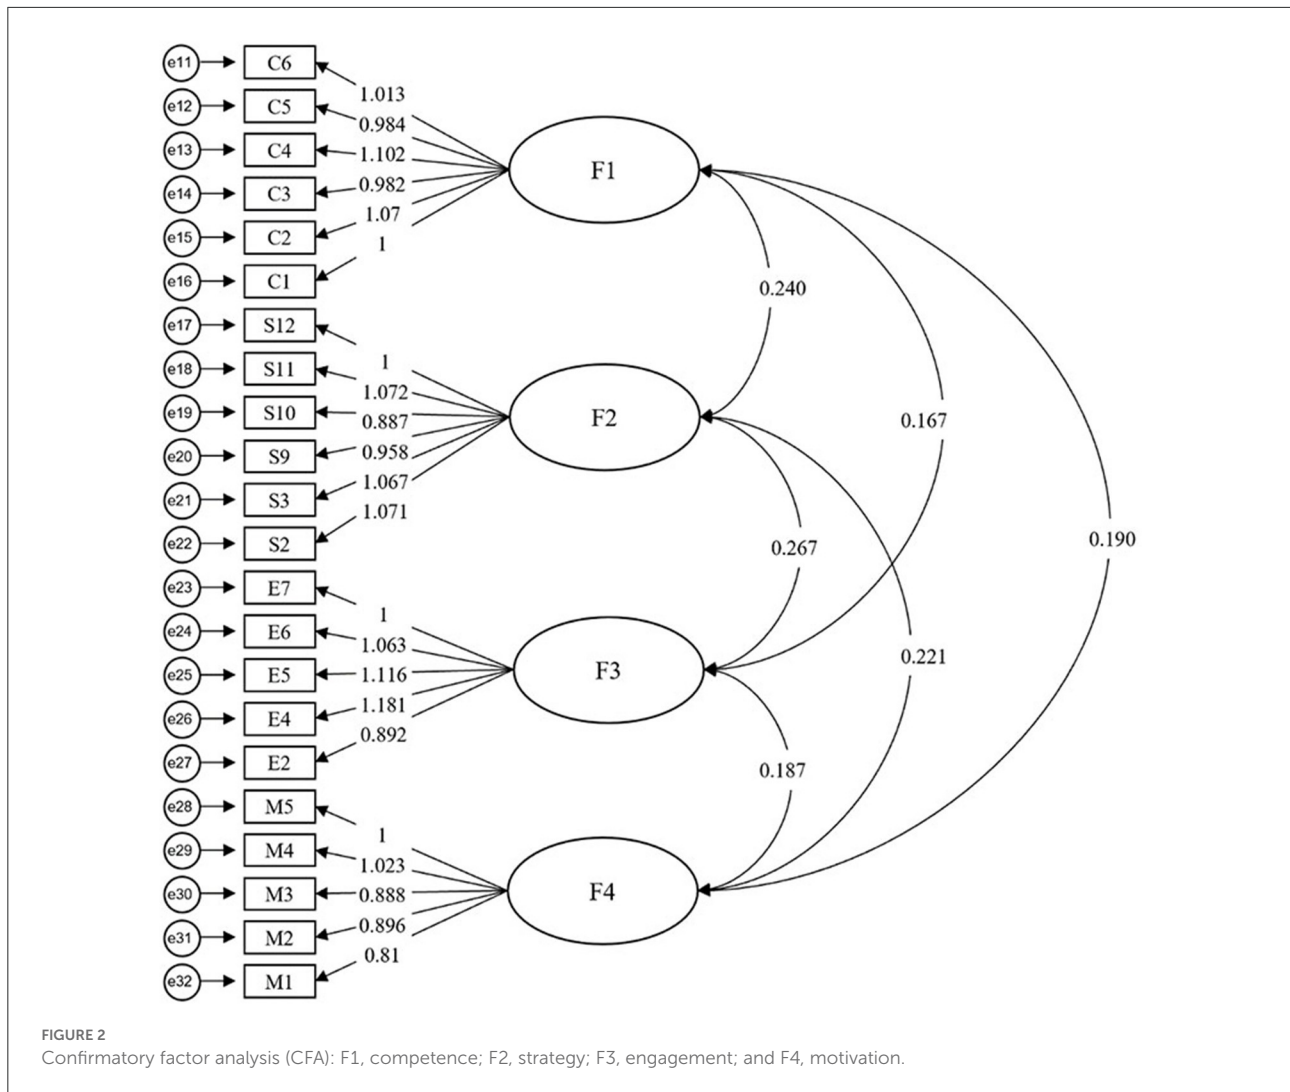 e11 C6
1.013
e12 C5
0.984
e13 C4
1.102
F1
e14 C3
0.982
e15 C2
1.07
1
e16 C1
0.240
e17 S12
1
e18 S11
1.072
e19 S10
0.887
F2
0.167
e20 S9
0.958
e21 S3
1.067
1.071
e22 S2
0.267
0.190
e23 E7
1
e24 E6
1.063
0.221
e25 E5
1.116
F3
e26 E4
1.181
0.892
e27 E2
0.187
e28 M5
1
e29 M4
1.023
e30 M3
0.888
F4
e31 M2
0.896
0.81
e32 M1
FIGURE 2
Confirmatory factor analysis (CFA): F1, competence; F2, strategy; F3, engagement; and F4, motivation.